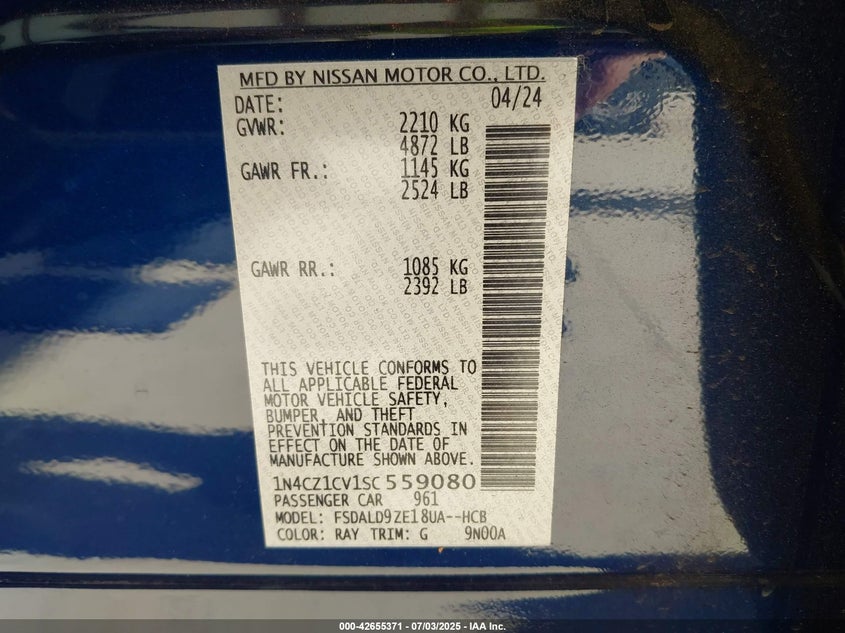 MFD BY NISSAN MOTOR CO., LTD.
DATE: 04/24
GVWR: 2210 KG
4872 LB
GAWR FR.: 1145 KG
2524 LB
GAWR RR.: 1085 KG
2392 LB
THIS VEHICLE CONFORMS TO
ALL APPLICABLE FEDERAL
MOTOR VEHICLE SAFETY,
BUMPER, AND THEFT
PREVENTION STANDARDS IN
EFFECT ON THE DATE OF
MANUFACTURE SHOWN ABOVE.
1N4CZ1CV1SC559080
PASSENGER CAR 961
MODEL: FSDALD9ZE18UA--HCB
COLOR: RAY TRIM: G 9N00A
000-42655371 - 07/03/2025 - IAA Inc.